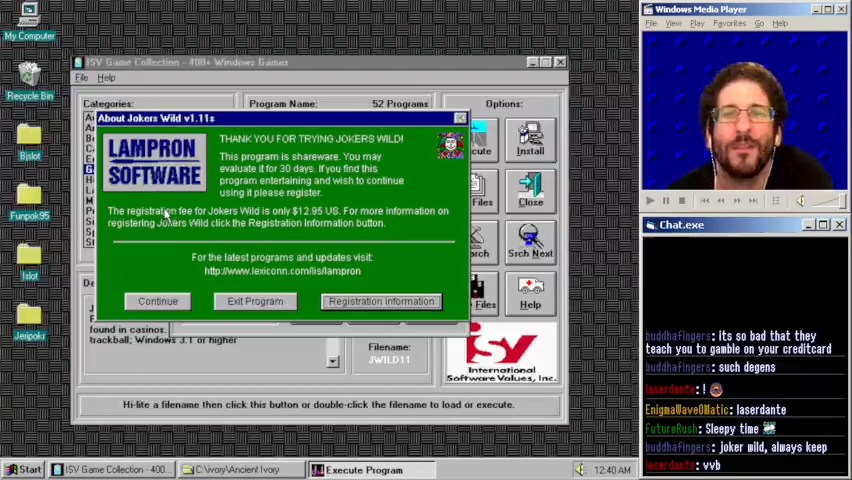 My Computer
Recycle Bin
Bjslot
Funpok95
Islot
Jeripokr
ISV Game Collection - 400+ Windows Games
File Help
Categories:
Program Name:
52 Programs
Options:
Install
Close
Srch Next
Help
Files
Files
About Jokers Wild v1.11s
LAMPRON
SOFTWARE
THANK YOU FOR TRYING JOKERS WILD!
This program is shareware. You may
evaluate it for 30 days. If you find this
program entertaining and wish to continue
using it please register.
The registration fee for Jokers Wild is only $12.95 US. For more information on
registering Jokers Wild click the Registration Information button.
For the latest programs and updates visit:
http://www.lexiconn.com/lis/lampron
Continue
Exit Program
Registration Information
found in casinos.
trackball; Windows 3.1 or higher
Filename:
JWILD11
isv
International
Software Values, Inc.
Hi-lite a filename then click this button or double-click the filename to load or execute.
Windows Media Player
File View Play Favorites Go Help
Chat.exe
buddhafingers: its so bad that they
teach you to gamble on your creditcard
buddhafingers: such degens
laserdante: !
EnigmaWaveOMatic: laserdante
FutureRush: Sleepy time
buddhafingers: joker wild, always keep
laserdante: vvb
Start
ISV Game Collection - 400...
C:\ivory\Ancient Ivory
Execute Program
12:40 AM